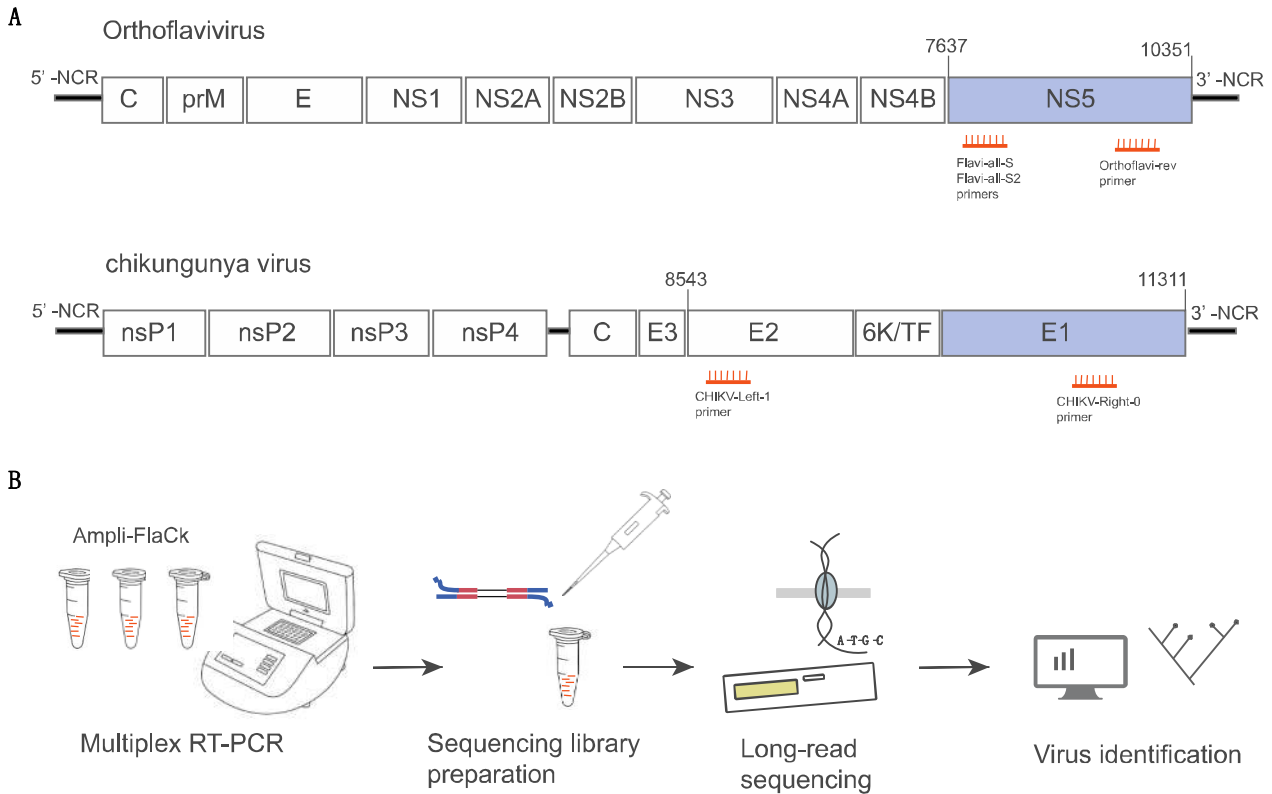 A
Orthoflavivirus
7637
10351
5' -NCR
C
prM
E
NS1
NS2A
NS2B
NS3
NS4A
NS4B
NS5
3' -NCR
Flavi-all-S
Flavi-all-S2
primers
Orthoflavi-rev
primer
chikungunya virus
8543
11311
5' -NCR
nsP1
nsP2
nsP3
nsP4
C
E3
E2
6K/TF
E1
3' -NCR
CHIKV-Left-1
primer
CHIKV-Right-0
primer
B
Ampli-FlaCk
A-T-G-C
Multiplex RT-PCR
Sequencing library
preparation
Long-read
sequencing
Virus identification